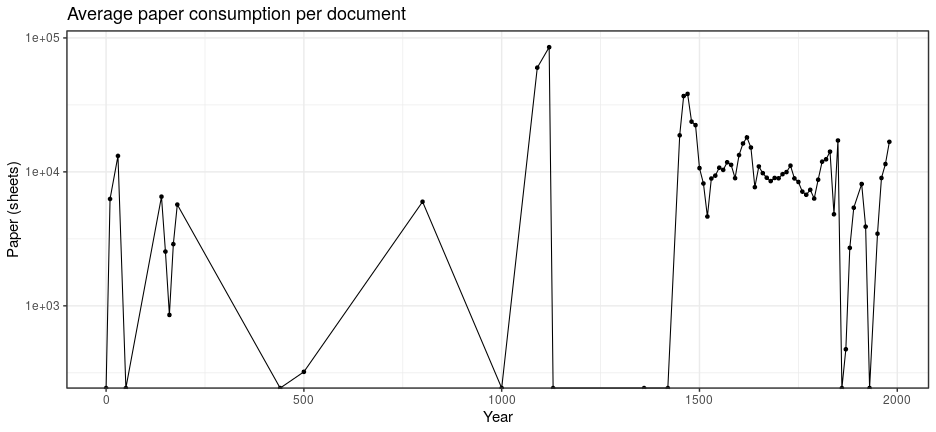 Average paper consumption per document
Paper (sheets)
1e+05
1e+04
1e+03
0 500 1000 1500 2000
Year